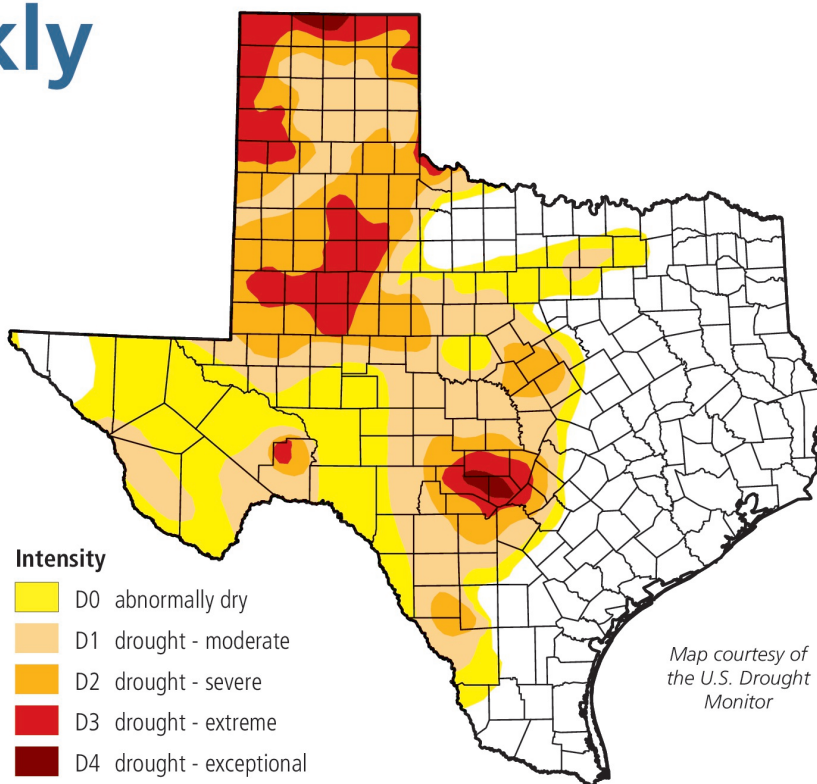 kly
Intensity
D0 abnormally dry
D1 drought - moderate
D2 drought - severe
D3 drought - extreme
D4 drought - exceptional
Map courtesy of
the U.S. Drought
Monitor